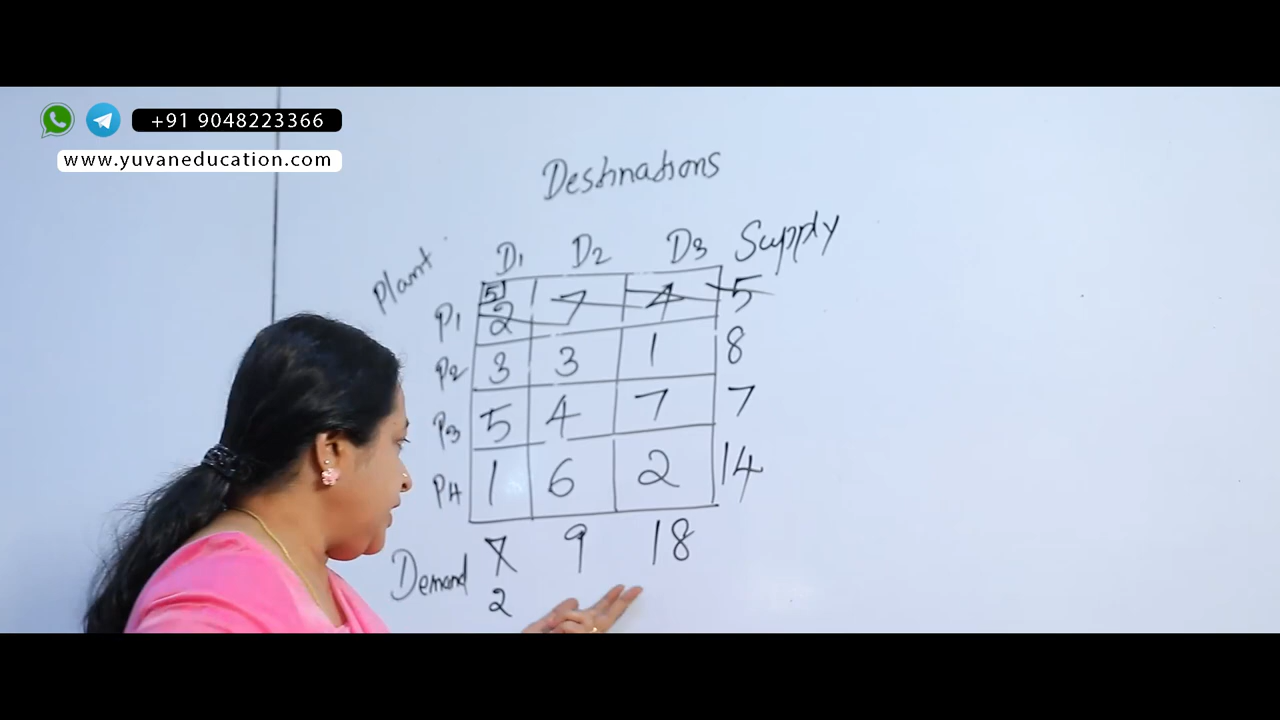 +91 9048223366
www.yuvaneducation.com
Destinations
Plant D1 D2 D3 Supply
P1 5 2 7 4 5
P2 3 3 1 8
P3 5 4 7 7
P4 1 6 2 14
Demand 7 9 18
2